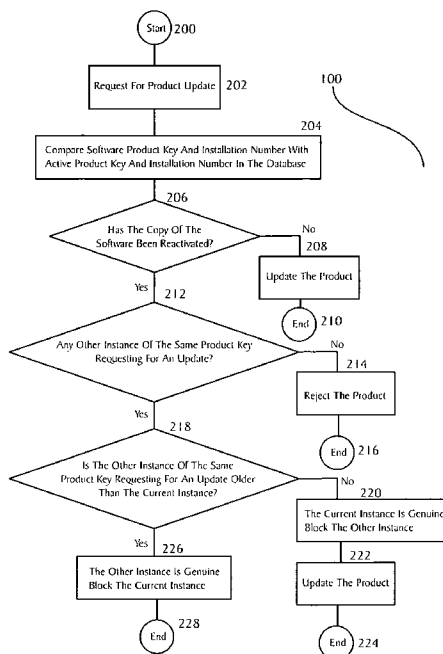 Start
200
Request For Product Update
202
100
204
Compare Software Product Key And Installation Number With
Active Product Key And Installation Number In The Database
206
Has The Copy Of The
Software Been Reactivated?
No
208
Update The Product
End
210
Yes
212
Any Other Instance Of The Same Product Key
Requesting For An Update?
No
214
Reject The Product
End
216
Yes
218
Is The Other Instance Of The Same
Product Key Requesting For An Update Older
Than The Current Instance?
No
220
The Current Instance Is Genuine
Block The Other Instance
222
Update The Product
End
224
Yes
226
The Other Instance Is Genuine
Block The Current Instance
End
228